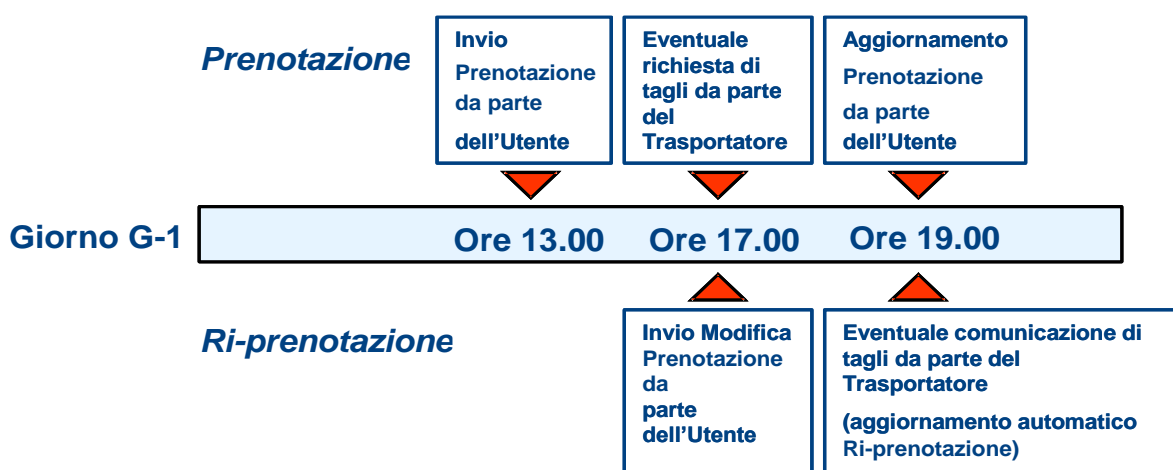 Prenotazione
Invio
Prenotazione
da parte
dell'Utente
Eventuale
richiesta di
tagli da parte
del
Trasportatore
Aggiornamento
Prenotazione
da parte
dell'Utente
Giorno G-1
Ore 13.00
Ore 17.00
Ore 19.00
Ri-prenotazione
Invio Modifica
Prenotazione
da
parte
dell'Utente
Eventuale comunicazione di
tagli da parte del
Trasportatore
(aggiornamento automatico
Ri-prenotazione)